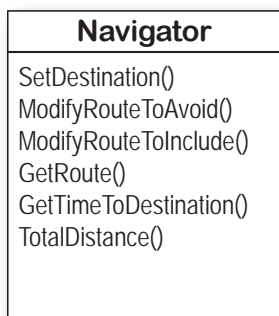 Navigator
SetDestination()
ModifyRouteToAvoid()
ModifyRouteToInclude()
GetRoute()
GetTimeToDestination()
TotalDistance()